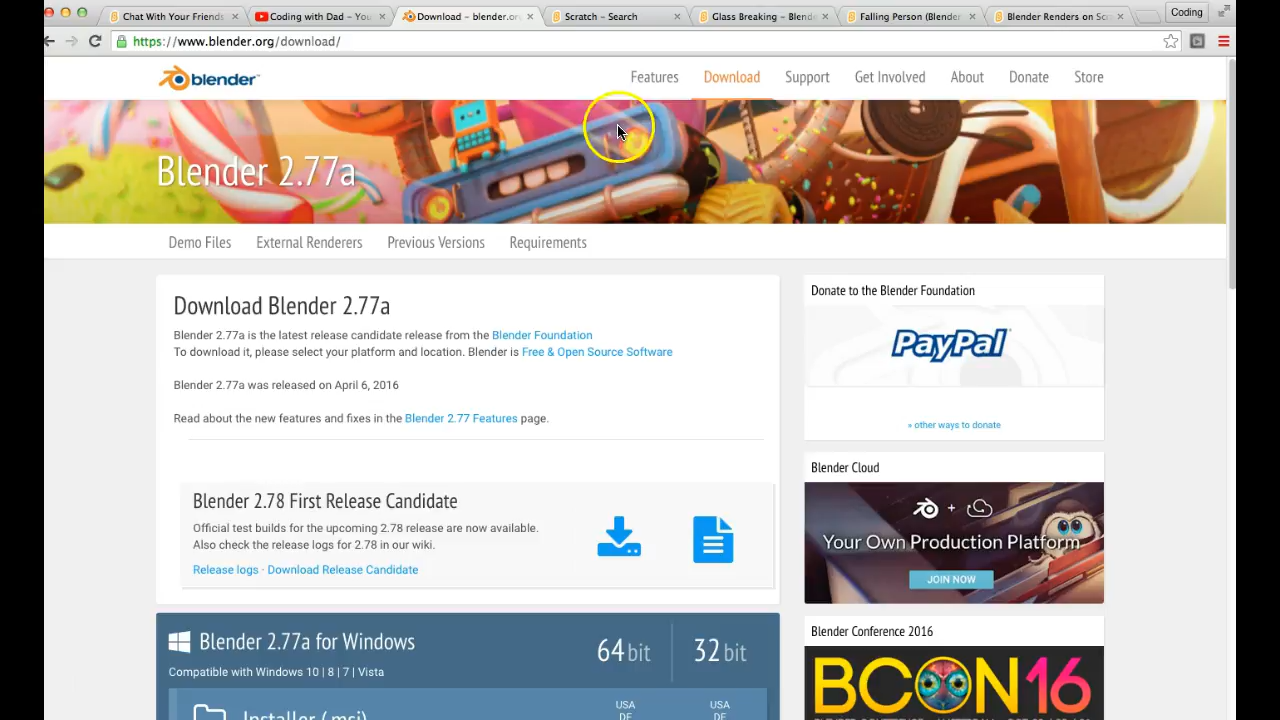 Chat With Your Friends
Coding with Dad – You
Download – blender.org
Scratch – Search
Glass Breaking – Blende
Falling Person (Blender
Blender Renders on Scr
Coding
https://www.blender.org/download/
blender
Features
Download
Support
Get Involved
About
Donate
Store
Blender 2.77a
Demo Files
External Renderers
Previous Versions
Requirements
Download Blender 2.77a
Blender 2.77a is the latest release candidate release from the Blender Foundation
To download it, please select your platform and location. Blender is Free & Open Source Software
Blender 2.77a was released on April 6, 2016
Read about the new features and fixes in the Blender 2.77 Features page.
Blender 2.78 First Release Candidate
Official test builds for the upcoming 2.78 release are now available.
Also check the release logs for 2.78 in our wiki.
Release logs · Download Release Candidate
Blender 2.77a for Windows
64 bit
32 bit
Compatible with Windows 10 | 8 | 7 | Vista
Installer (.msi)
USA
DE
USA
DE
Donate to the Blender Foundation
PayPal
» other ways to donate
Blender Cloud
Your Own Production Platform
JOIN NOW
Blender Conference 2016
BCON16